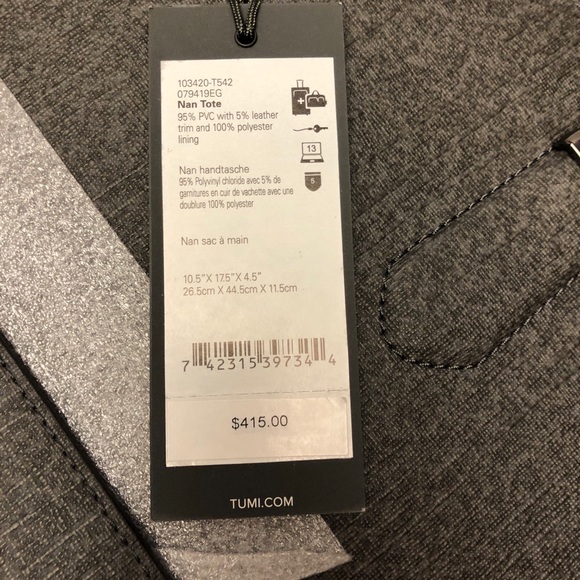 103420-T542
079419EG
Nan Tote
95% PVC with 5% leather
trim and 100% polyester
lining
13
5
Nan handtasche
95% Polyvinyl chloride avec 5% de
garnitures en cuir de vachette avec une
doublure 100% polyester
Nan sac à main
10.5"X 17.5"X 4.5"
26.5cm X 44.5cm X 11.5cm
7 42315 39734 4
$415.00
TUMI.COM